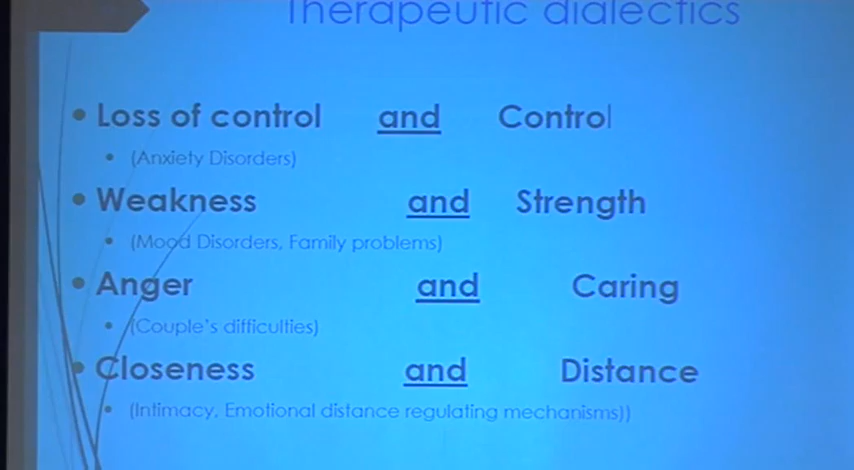 Therapeutic dialectics
• Loss of control and Control
• (Anxiety Disorders)
• Weakness and Strength
• (Mood Disorders, Family problems)
• Anger and Caring
• (Couple's difficulties)
• Closeness and Distance
• (Intimacy, Emotional distance regulating mechanisms))